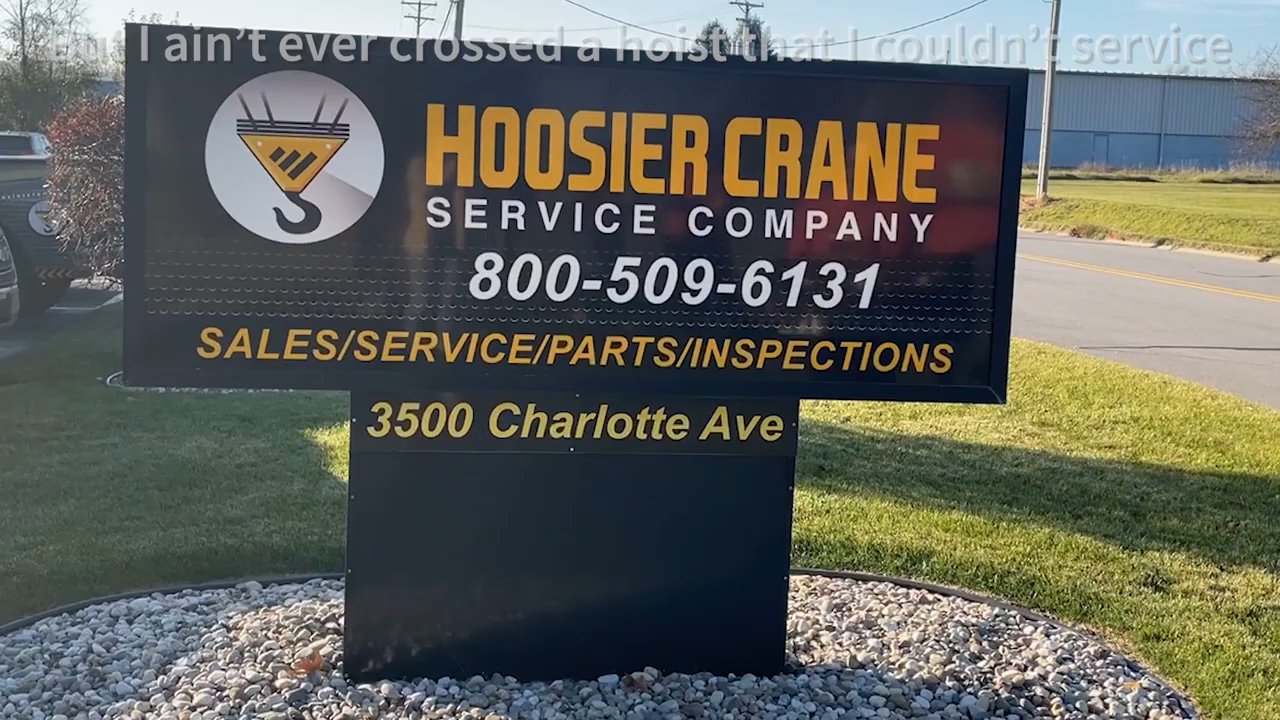 But I ain't ever crossed a hoist that I couldn't service
HOOSIER CRANE
SERVICE COMPANY
800-509-6131
SALES/SERVICE/PARTS/INSPECTIONS
3500 Charlotte Ave